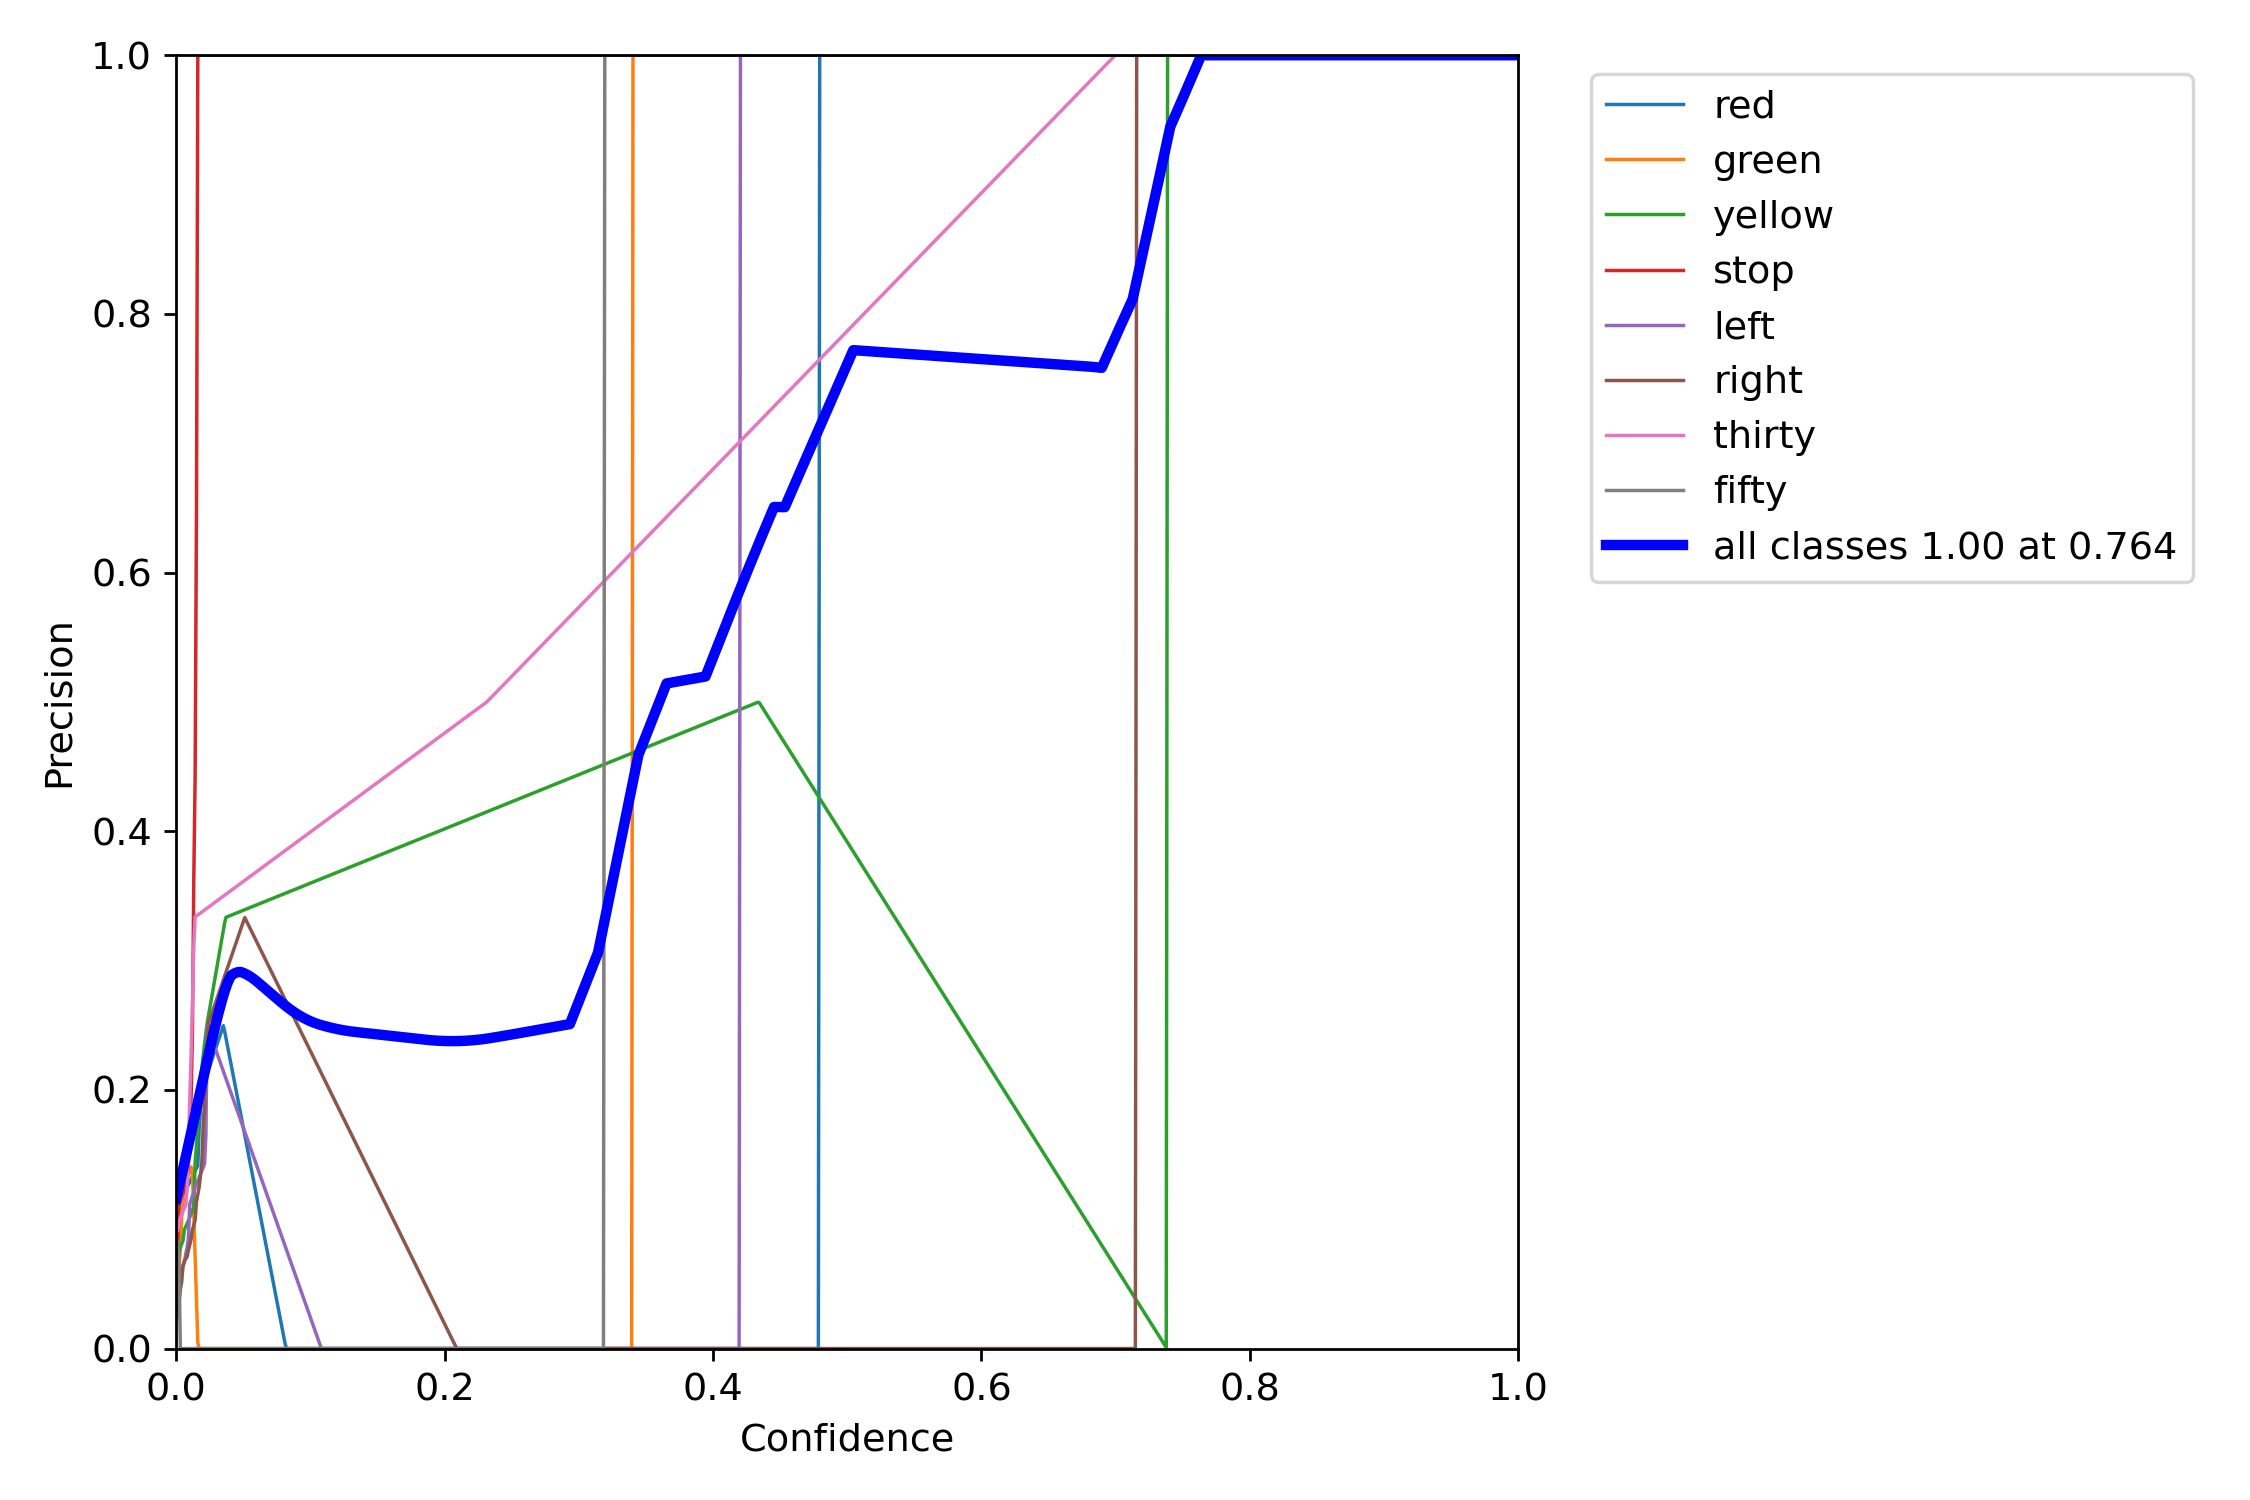 1.0
0.8
0.6
0.4
0.2
0.0
Precision
0.0 0.2 0.4 0.6 0.8 1.0
Confidence
red
green
yellow
stop
left
right
thirty
fifty
all classes 1.00 at 0.764